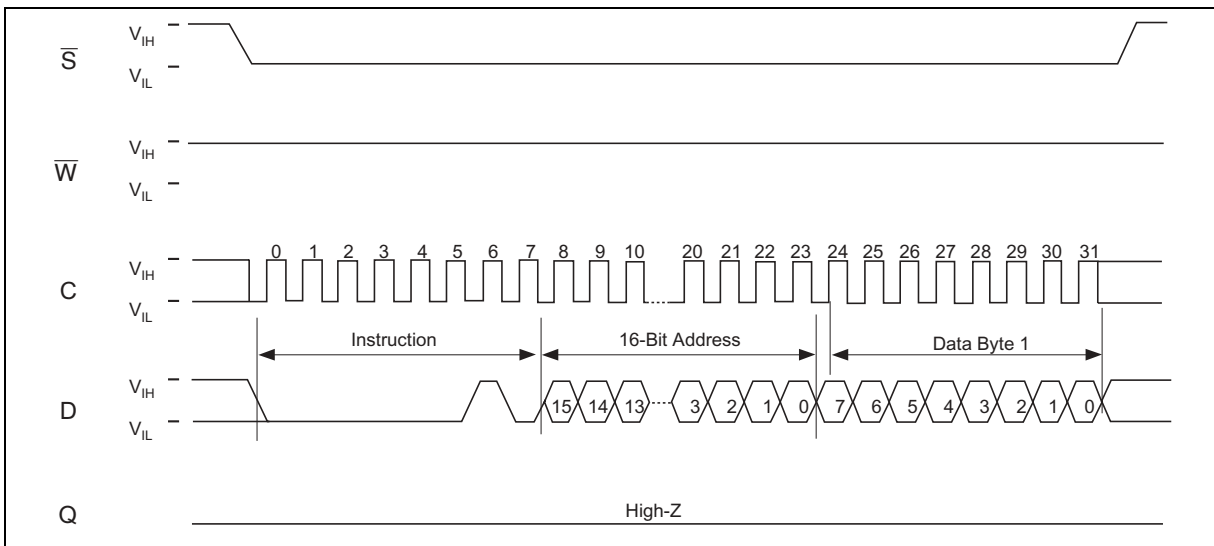 S̅
V_IH
V_IL
W̅
V_IH
V_IL
C
V_IH
V_IL
0 1 2 3 4 5 6 7 8 9 10 20 21 22 23 24 25 26 27 28 29 30 31
Instruction 16-Bit Address Data Byte 1
D
V_IH
V_IL
15 14 13 3 2 1 0 7 6 5 4 3 2 1 0
Q
High-Z